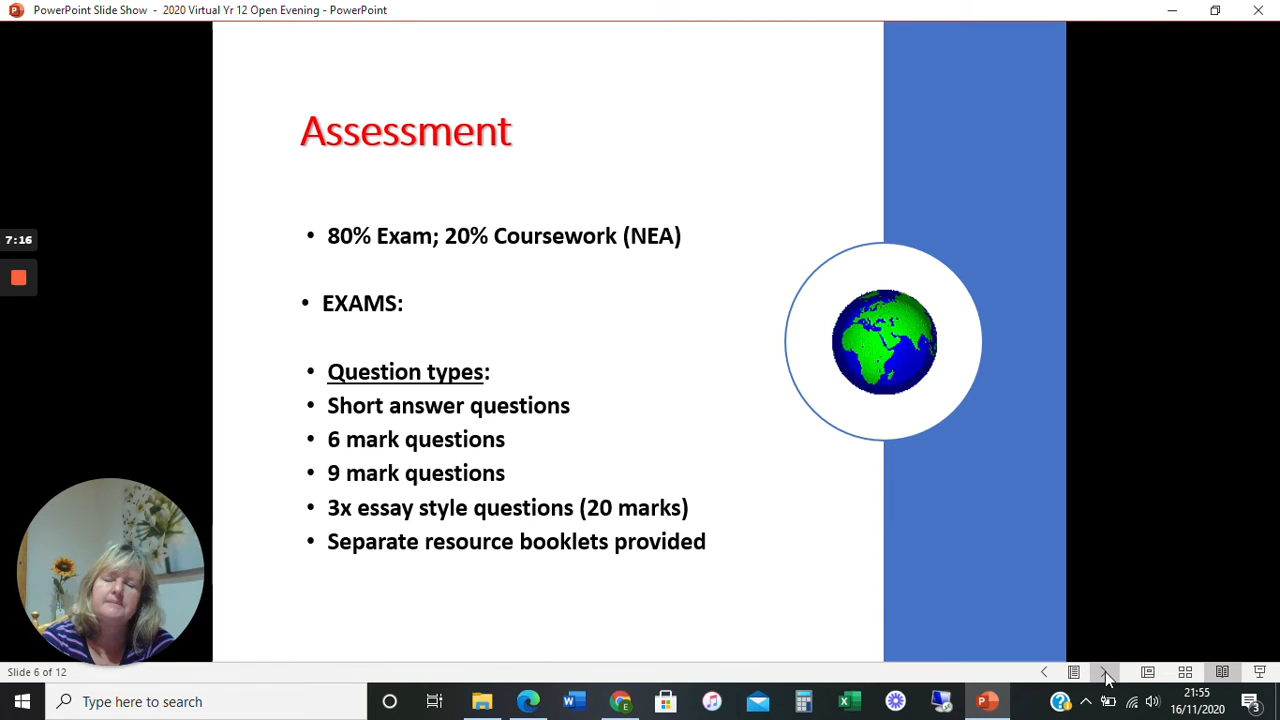 PowerPoint Slide Show - 2020 Virtual Yr 12 Open Evening - PowerPoint
Assessment
• 80% Exam; 20% Coursework (NEA)
7:16
• EXAMS:
• Question types:
• Short answer questions
• 6 mark questions
• 9 mark questions
• 3x essay style questions (20 marks)
• Separate resource booklets provided
Slide 6 of 12
Type here to search
21:55
16/11/2020
3